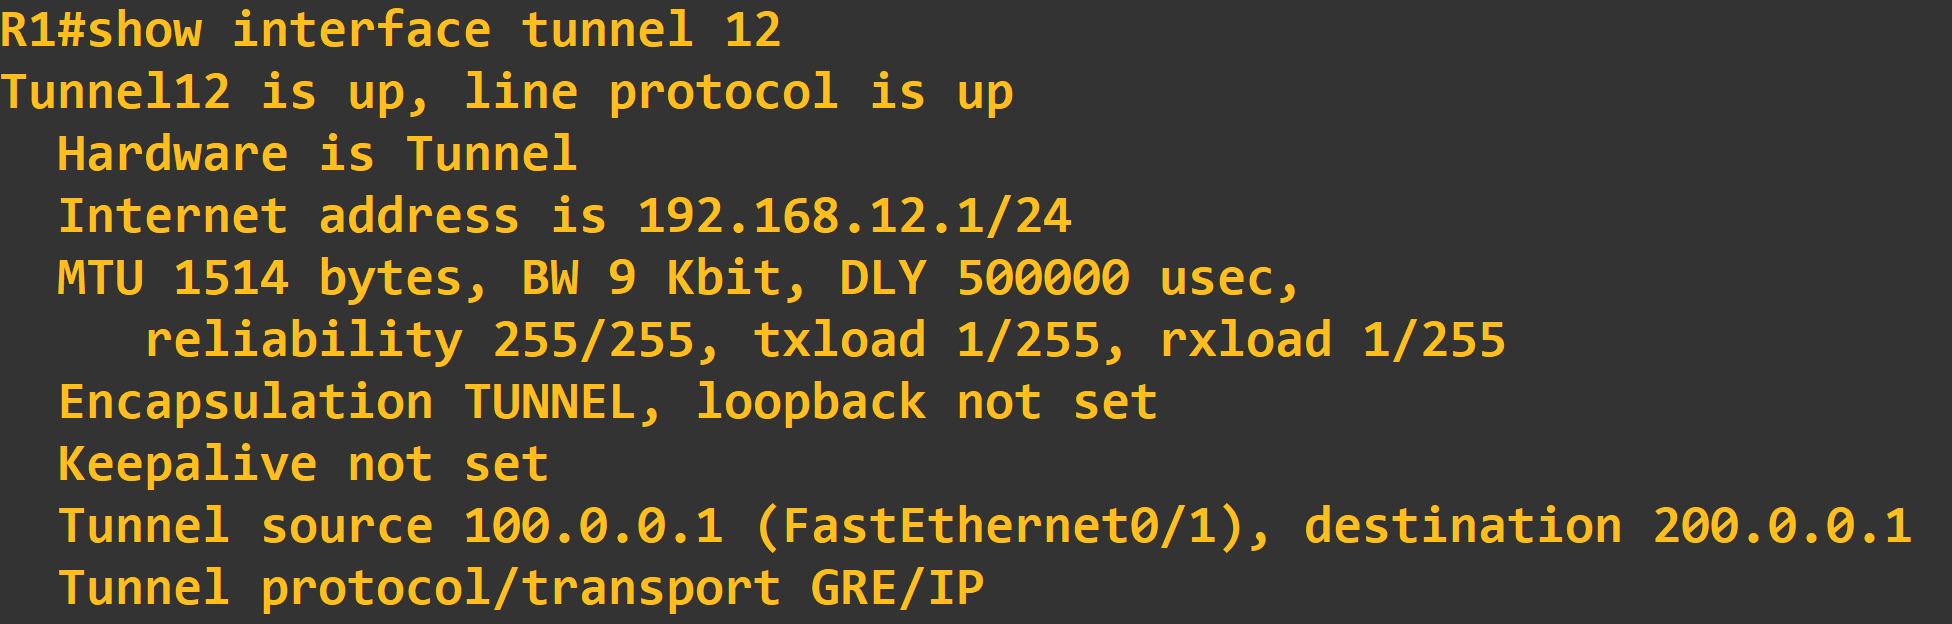 R1#show interface tunnel 12
Tunnel12 is up, line protocol is up
Hardware is Tunnel
Internet address is 192.168.12.1/24
MTU 1514 bytes, BW 9 Kbit, DLY 500000 usec,
reliability 255/255, txload 1/255, rxload 1/255
Encapsulation TUNNEL, loopback not set
Keepalive not set
Tunnel source 100.0.0.1 (FastEthernet0/1), destination 200.0.0.1
Tunnel protocol/transport GRE/IP